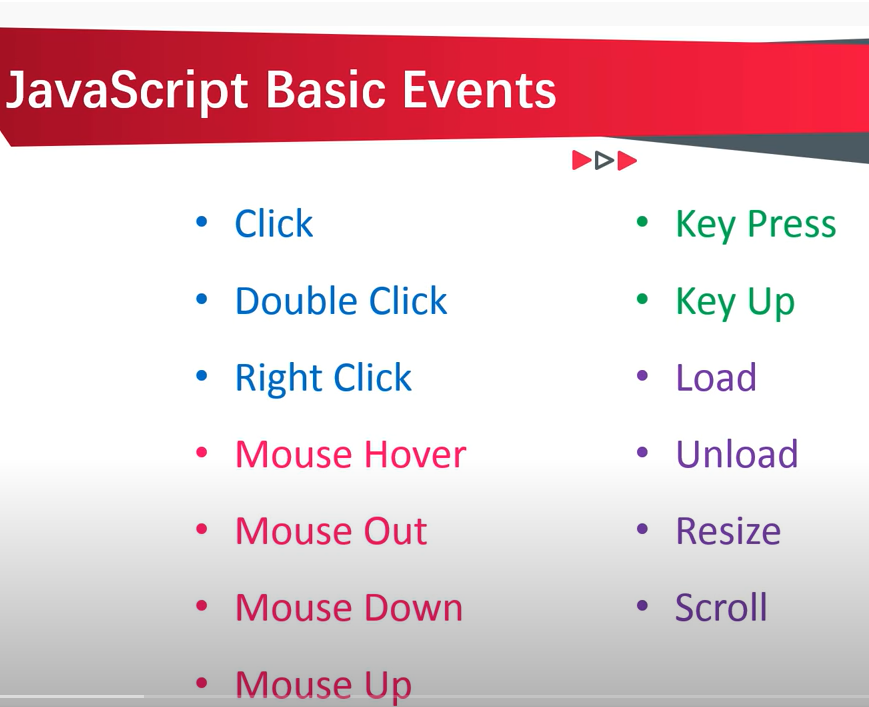 JavaScript Basic Events
• Click
• Double Click
• Right Click
• Mouse Hover
• Mouse Out
• Mouse Down
• Mouse Up
• Key Press
• Key Up
• Load
• Unload
• Resize
• Scroll